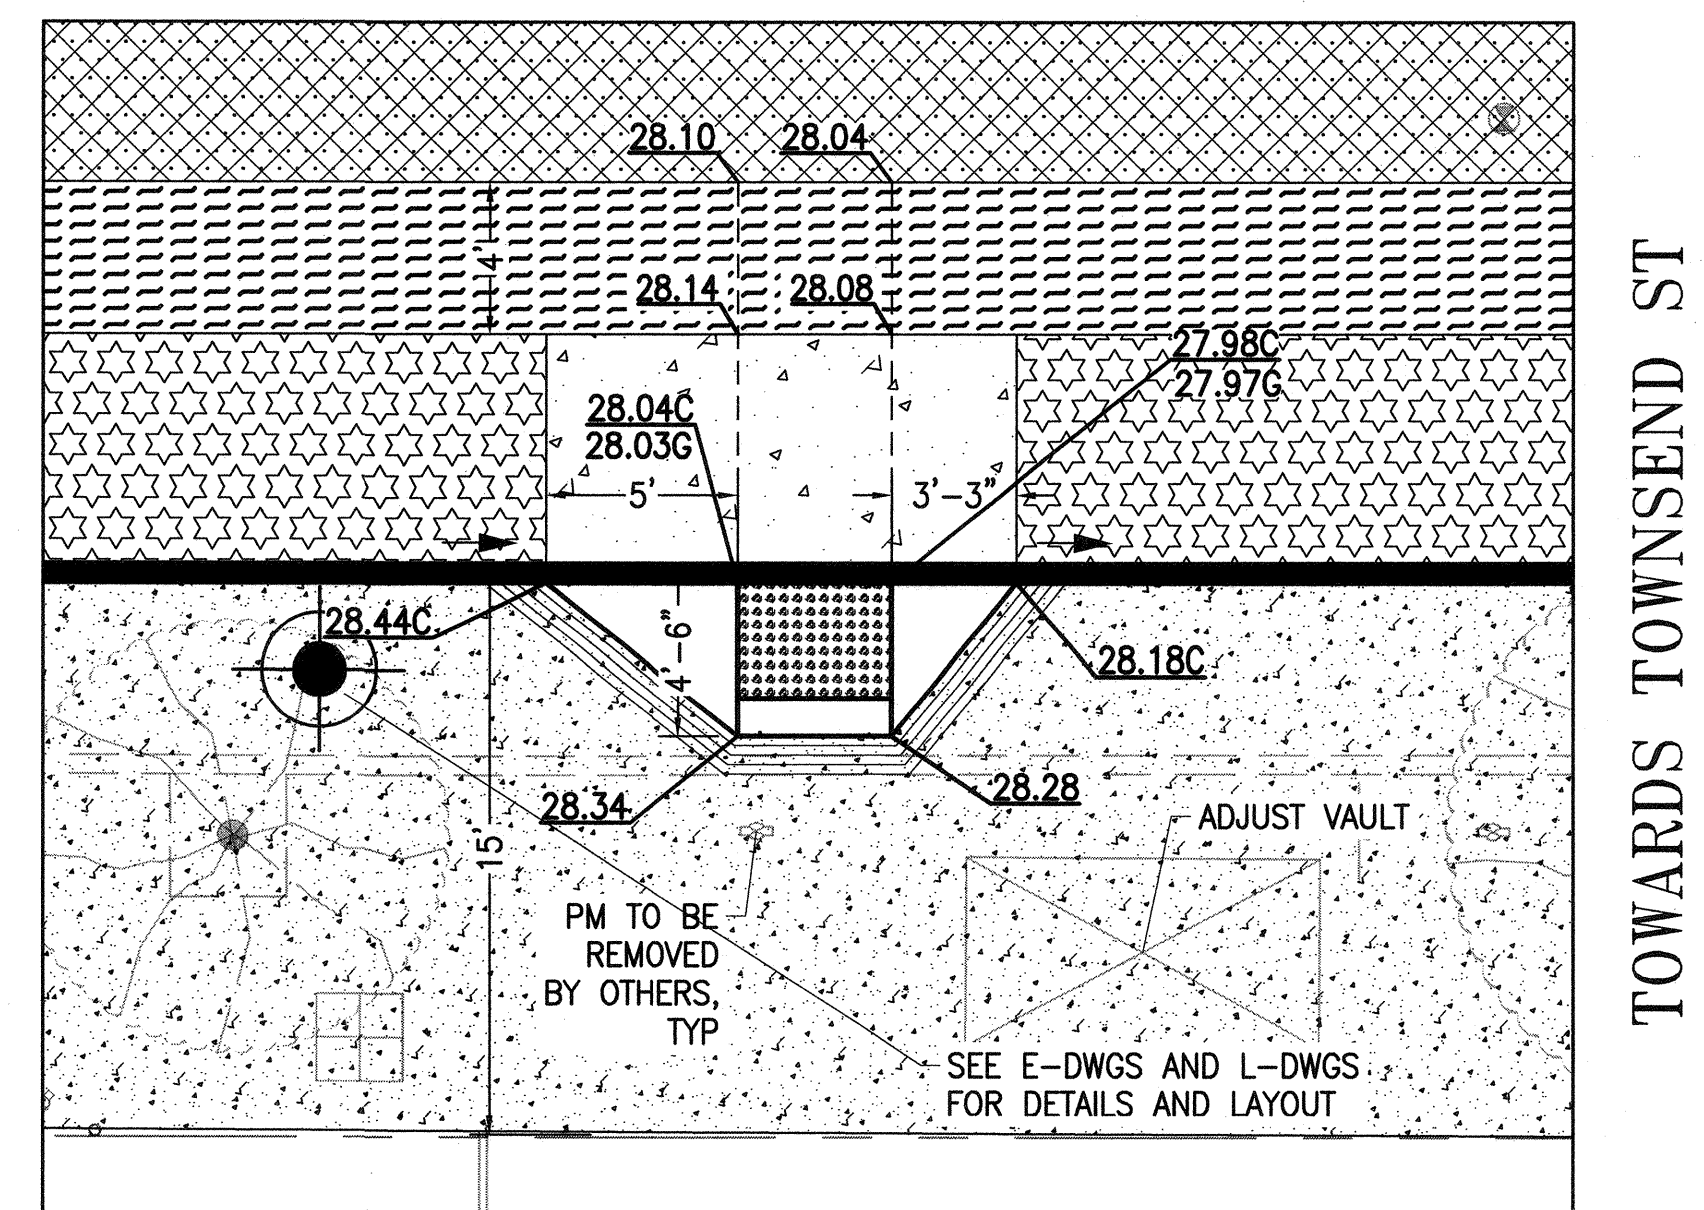 28.10
28.04
4'
28.14
28.08
27.98C
27.97G
28.04C
28.03G
5'
3'-3"
28.44C
4'-6"
28.18C
28.34
28.28
15'
ADJUST VAULT
PM TO BE
REMOVED
BY OTHERS,
TYP
SEE E-DWGS AND L-DWGS
FOR DETAILS AND LAYOUT
TOWARDS TOWNSEND ST